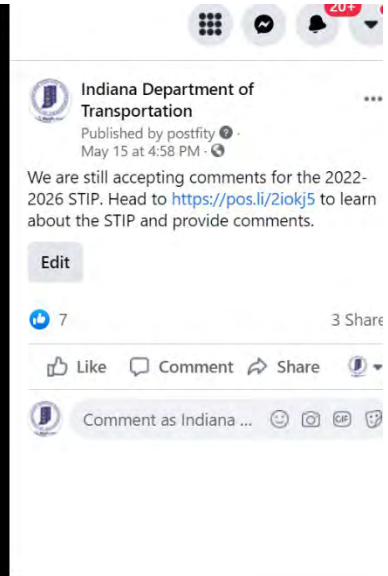 20+
Indiana Department of
Transportation
Published by postfity ·
May 15 at 4:58 PM ·
We are still accepting comments for the 2022-
2026 STIP. Head to https://pos.li/2iokj5 to learn
about the STIP and provide comments.
Edit
7 3 Share
Like Comment Share
Comment as Indiana ... GIF